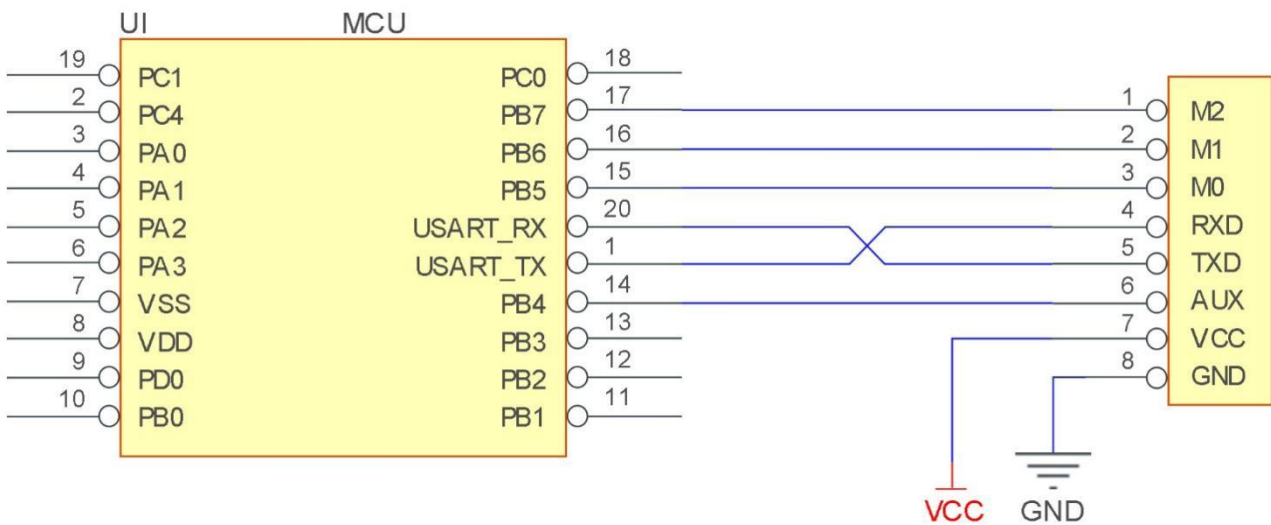 UI MCU
19 PC1 PC0 18
2 PC4 PB7 17
3 PA0 PB6 16
4 PA1 PB5 15
5 PA2 USART_RX 20
6 PA3 USART_TX 1
7 VSS PB4 14
8 VDD PB3 13
9 PD0 PB2 12
10 PB0 PB1 11
1 M2
2 M1
3 M0
4 RXD
5 TXD
6 AUX
7 VCC
8 GND
VCC GND